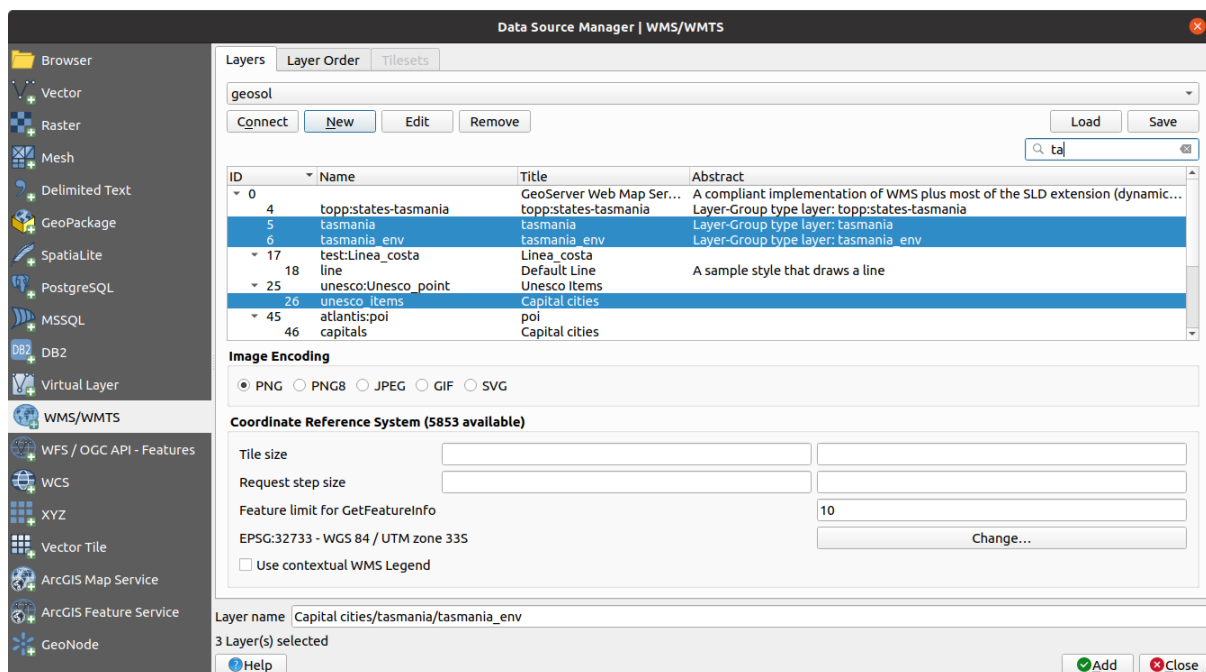 Data Source Manager | WMS/WMTS
Browser
Vector
Raster
Mesh
Delimited Text
GeoPackage
SpatiaLite
PostgreSQL
MSSQL
DB2
DB2
Virtual Layer
WMS/WMTS
WFS / OGC API - Features
WCS
XYZ
Vector Tile
ArcGIS Map Service
ArcGIS Feature Service
GeoNode
Layers Layer Order Tilesets
geosol
Connect New Edit Remove Load Save
ta
ID Name Title Abstract
0 GeoServer Web Map Ser... A compliant implementation of WMS plus most of the SLD extension (dynamic...
4 topp:states-tasmania topp:states-tasmania Layer-Group type layer: topp:states-tasmania
5 tasmania tasmania Layer-Group type layer: tasmania
6 tasmania_env tasmania_env Layer-Group type layer: tasmania_env
17 test:Linea_costa Linea_costa
18 line Default Line A sample style that draws a line
25 unesco:Unesco_point Unesco Items
26 unesco_items Capital cities
45 atlantis:poi poi
46 capitals Capital cities
Image Encoding
PNG PNG8 JPEG GIF SVG
Coordinate Reference System (5853 available)
Tile size
Request step size
Feature limit for GetFeatureInfo 10
EPSG:32733 - WGS 84 / UTM zone 33S Change...
Use contextual WMS Legend
Layer name Capital cities/tasmania/tasmania_env
3 Layer(s) selected
Help Add Close